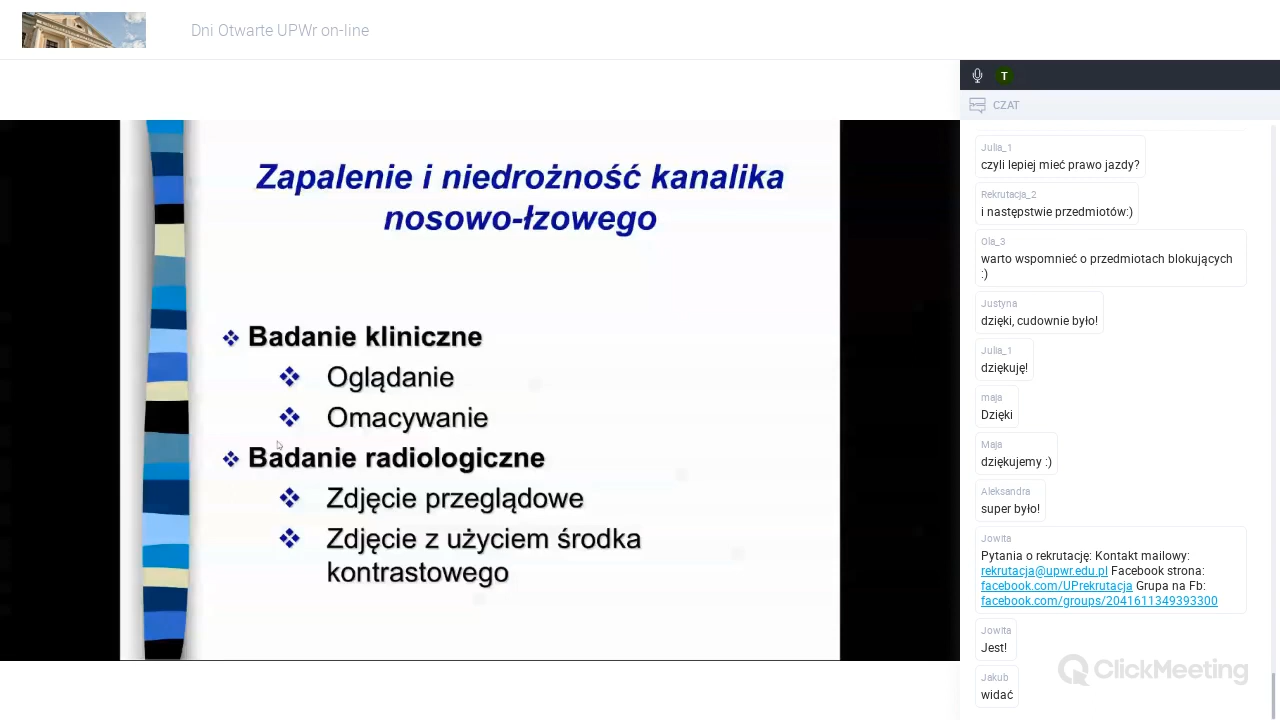 Dni Otwarte UPWr on-line
T
CZAT
Zapalenie i niedrożność kanalika
nosowo-łzowego
Badanie kliniczne
Oglądanie
Omacywanie
Badanie radiologiczne
Zdjęcie przeglądowe
Zdjęcie z użyciem środka
kontrastowego
Julia_1
czyli lepiej mieć prawo jazdy?
Rekrutacja_2
i następstwie przedmiotów:)
Ola_3
warto wspomnieć o przedmiotach blokujących
:)
Justyna
dzięki, cudownie było!
Julia_1
dziękuję!
maja
Dzięki
Maja
dziękujemy :)
Aleksandra
super było!
Jowita
Pytania o rekrutację: Kontakt mailowy:
rekrutacja@upwr.edu.pl Facebook strona:
facebook.com/UPrekrutacja Grupa na Fb:
facebook.com/groups/2041611349393300
Jowita
Jest!
Jakub
widać
ClickMeeting